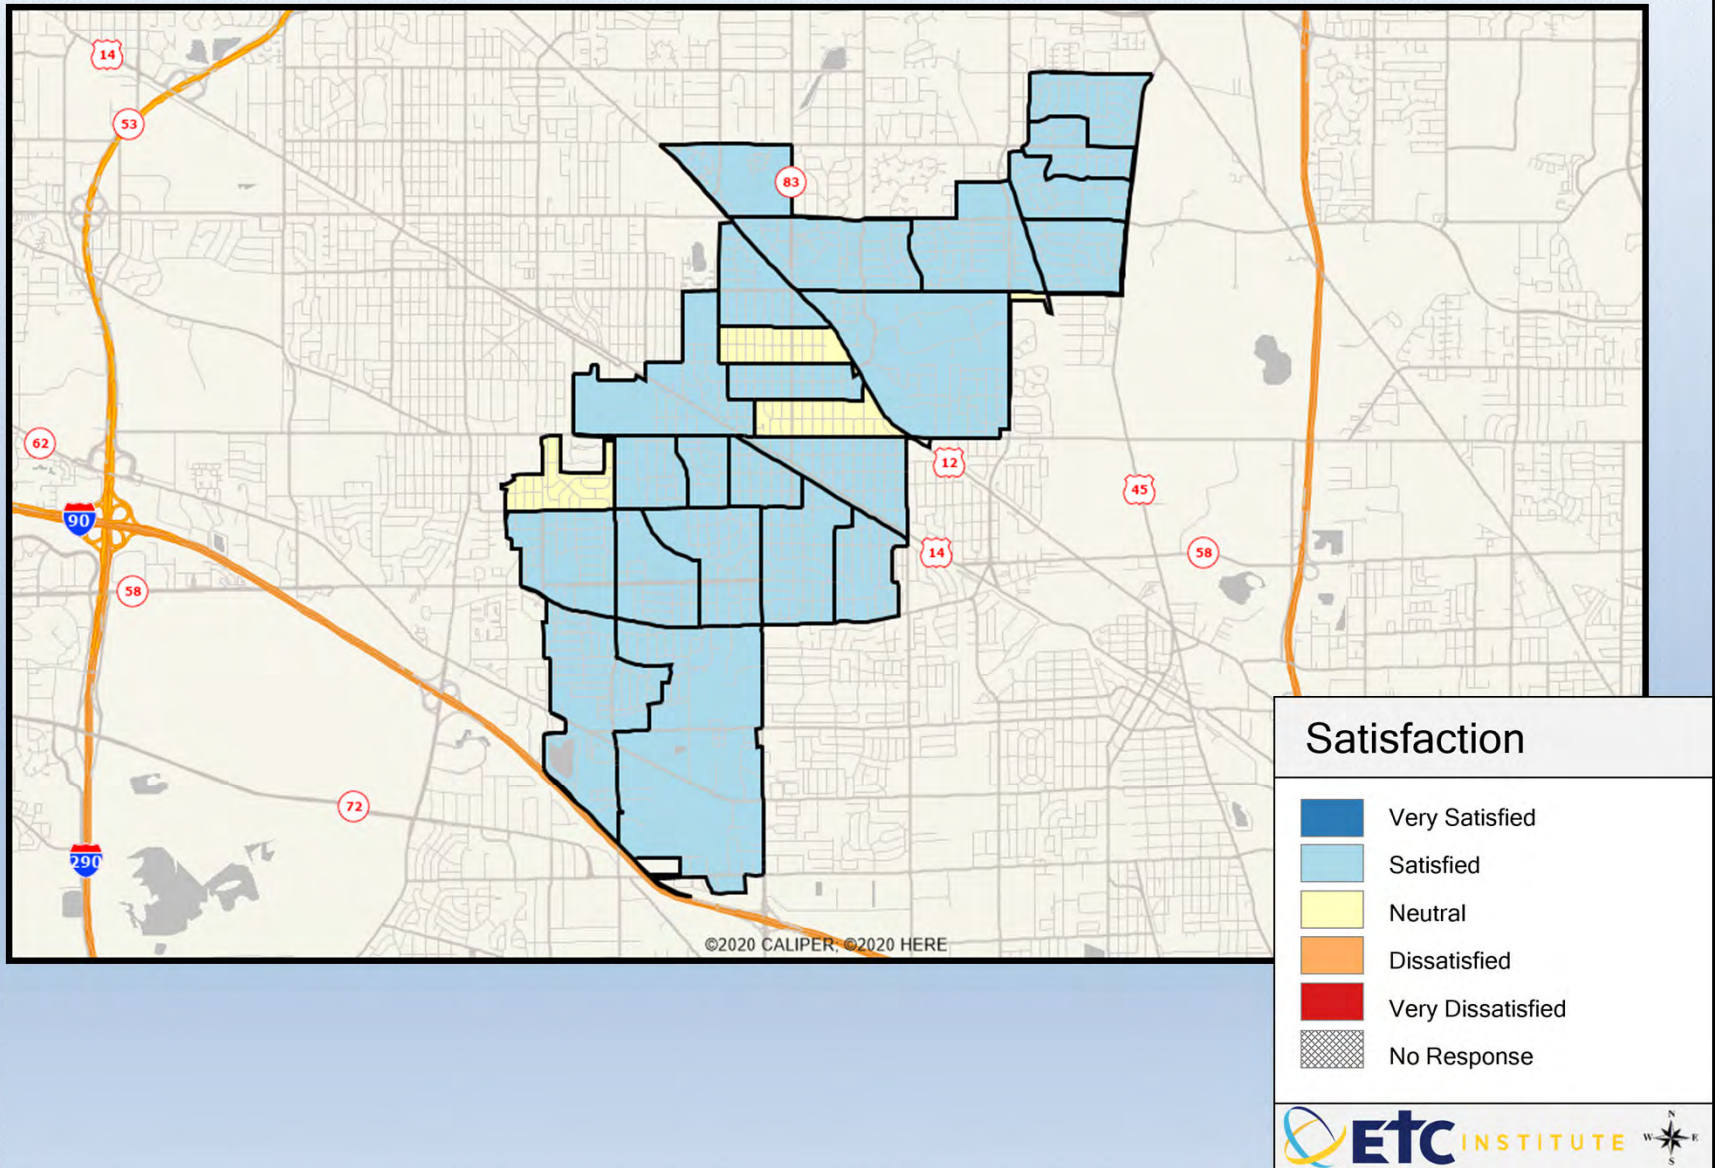 14
53
83
62
12
45
90
14
58
58
72
290
©2020 CALIPER; ©2020 HERE
Satisfaction
Very Satisfied
Satisfied
Neutral
Dissatisfied
Very Dissatisfied
No Response
N
ETC INSTITUTE W E
S